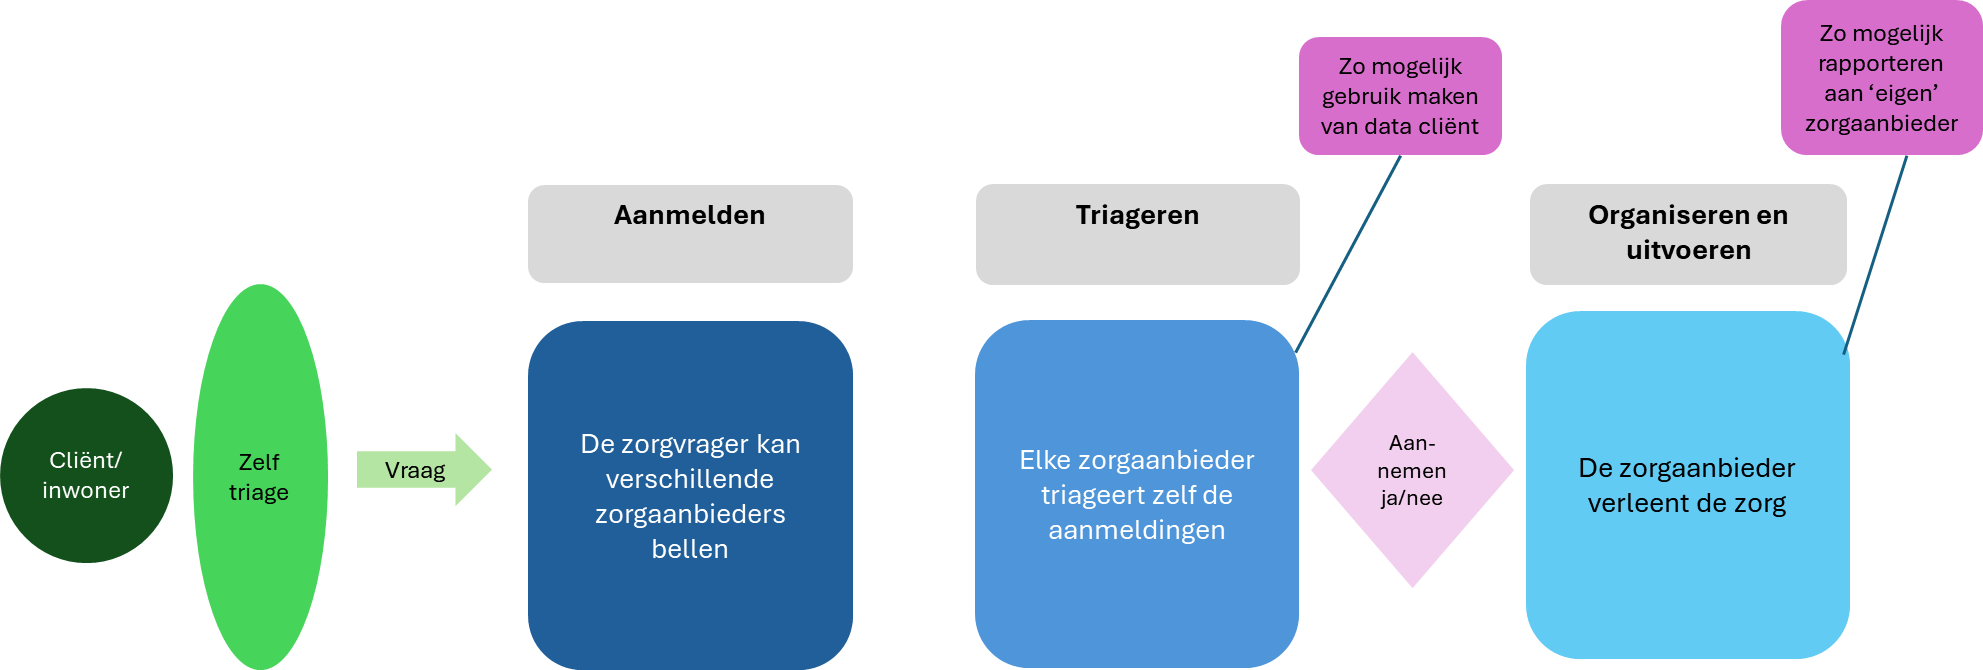 Cliënt/
inwoner
Zelf
triage
Vraag
Aanmelden
De zorgvrager kan
verschillende
zorgaanbieders
bellen
Triageren
Elke zorgaanbieder
triageert zelf de
aanmeldingen
Zo mogelijk
gebruik maken
van data cliënt
Aan-
nemen
ja/nee
Organiseren en
uitvoeren
De zorgaanbieder
verleent de zorg
Zo mogelijk
rapporteren
aan ‘eigen’
zorgaanbieder